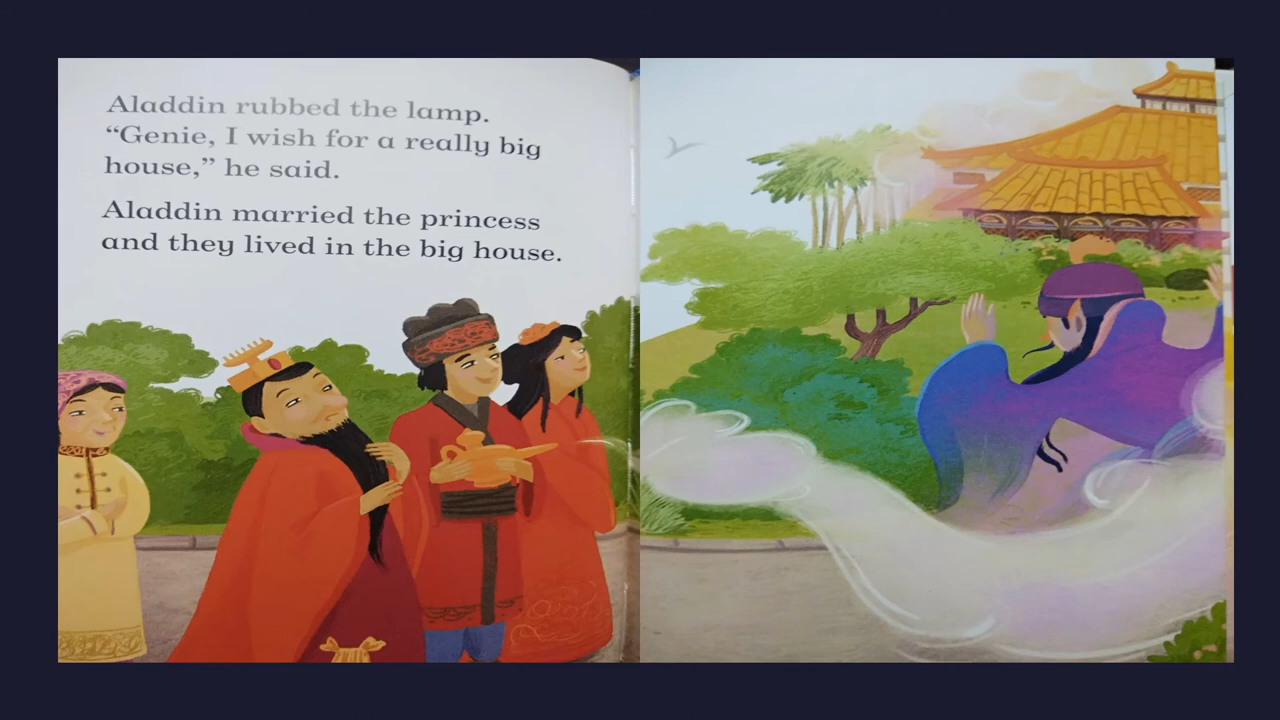 Aladdin rubbed the lamp.
“Genie, I wish for a really big
house,” he said.
Aladdin married the princess
and they lived in the big house.